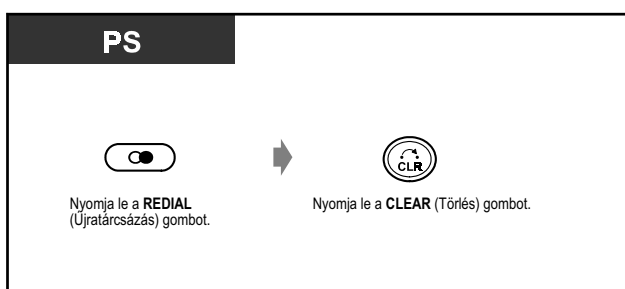 PS
CLR
Nyomja le a REDIAL
(Újratárcsázás) gombot.
Nyomja le a CLEAR (Törlés) gombot.